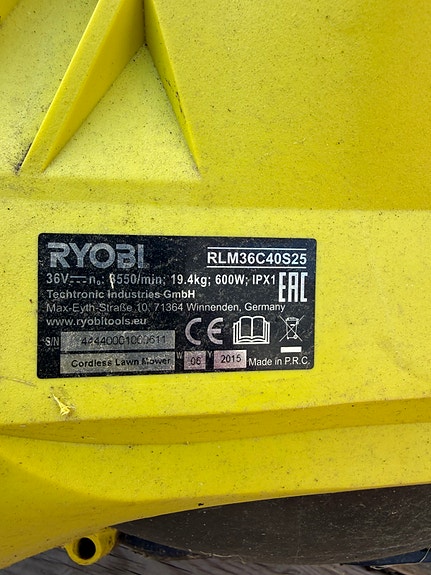 RYOBI
RLM36C40S25
36V n₀ 3550/min; 19.4kg; 600W; IPX1
EAC
Techtronic Industries GmbH
Max-Eyth-Straße 10, 71364 Winnenden, Germany
www.ryobitools.eu
CE
S/N 44440001000611
Cordless Lawn Mower
W 06 2015
Made in P.R.C.